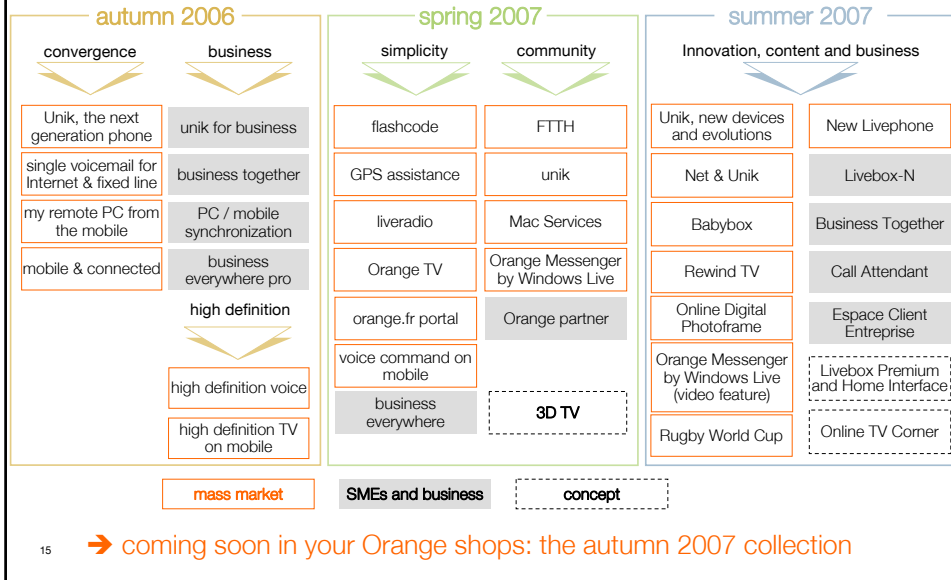 autumn 2006
convergence
business
Unik, the next
generation phone
single voicemail for
Internet & fixed line
my remote PC from
the mobile
mobile & connected
unik for business
business together
PC / mobile
synchronization
business
everywhere pro
high definition
high definition voice
high definition TV
on mobile
spring 2007
simplicity
community
flashcode
GPS assistance
liveradio
Orange TV
orange.fr portal
voice command on
mobile
business
everywhere
FTTH
unik
Mac Services
Orange Messenger
by Windows Live
Orange partner
3D TV
summer 2007
Innovation, content and business
Unik, new devices
and evolutions
Net & Unik
Babybox
Rewind TV
Online Digital
Photoframe
Orange Messenger
by Windows Live
(video feature)
Rugby World Cup
New Livephone
Livebox-N
Business Together
Call Attendant
Espace Client
Entreprise
Livebox Premium
and Home Interface
Online TV Corner
mass market
SMEs and business
concept
15
➔ coming soon in your Orange shops: the autumn 2007 collection